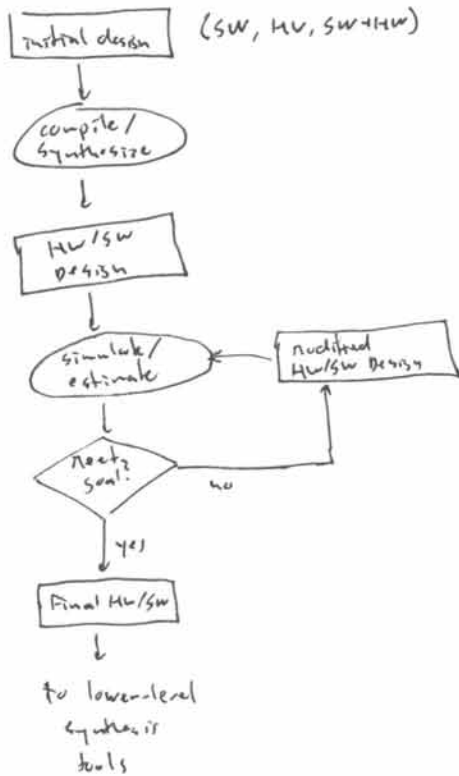 initial design (SW, HW, SW+HW)
compile/
synthesize
HW/SW
Design
simulate/
estimate
modified
HW/SW Design
meets
goal?
no
yes
Final HW/SW
to lower-level
synthesis
tools